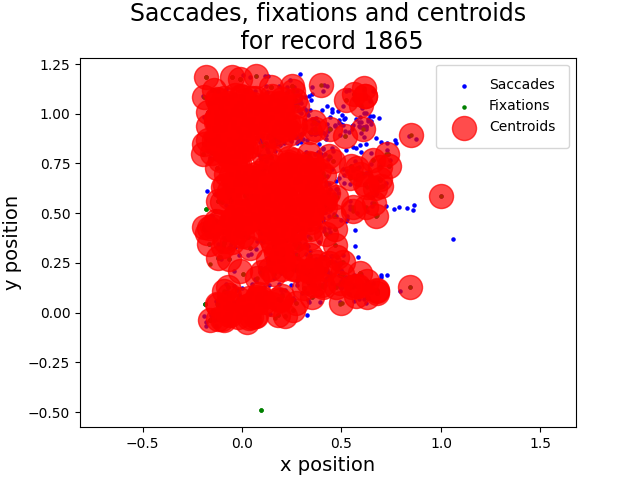 Saccades, fixations and centroids
for record 1865
1.25
1.00
0.75
0.50
0.25
0.00
−0.25
−0.50
y position
−0.5
0.0
0.5
1.0
1.5
x position
Saccades
Fixations
Centroids